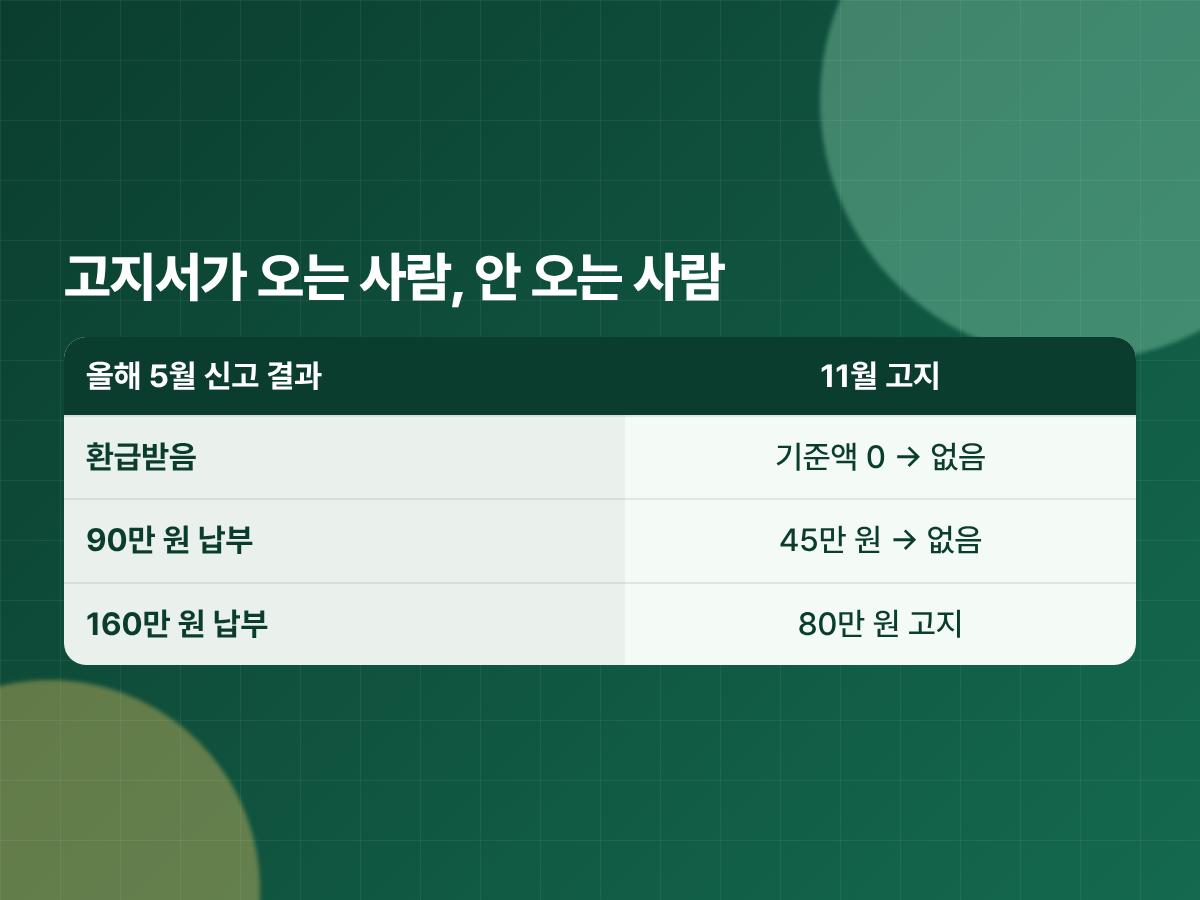 고지서가 오는 사람, 안 오는 사람
올해 5월 신고 결과 11월 고지
환급받음 기준액 0 → 없음
90만 원 납부 45만 원 → 없음
160만 원 납부 80만 원 고지